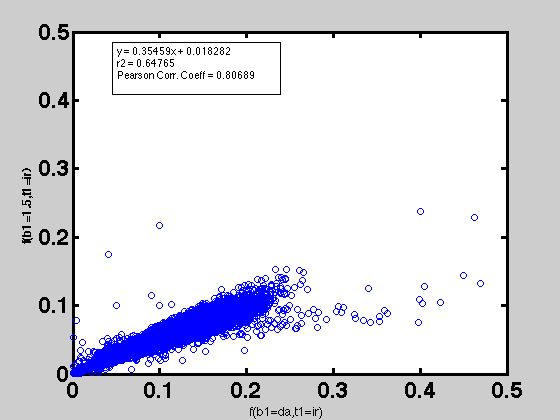 0.5
y = 0.35459x + 0.018282
r2 = 0.64765
Pearson Corr. Coeff = 0.80689
0.4
0.3
f(b1=1.5,t1=ir)
0.2
0.1
0
0 0.1 0.2 0.3 0.4 0.5
f(b1=da,t1=ir)